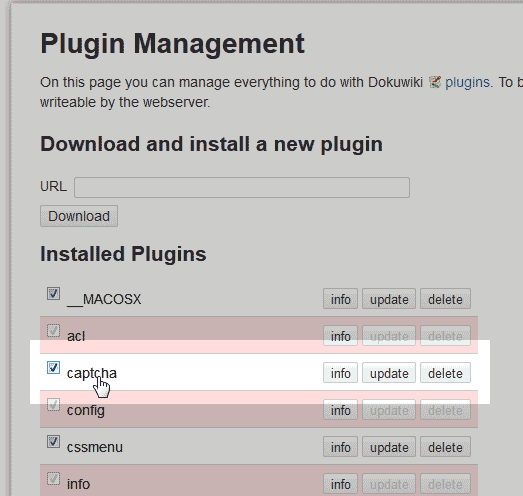 Plugin Management
On this page you can manage everything to do with Dokuwiki plugins. To b
writeable by the webserver.
Download and install a new plugin
URL
Download
Installed Plugins
__MACOSX info update delete
acl info update delete
captcha info update delete
config info update delete
cssmenu info update delete
info info update delete